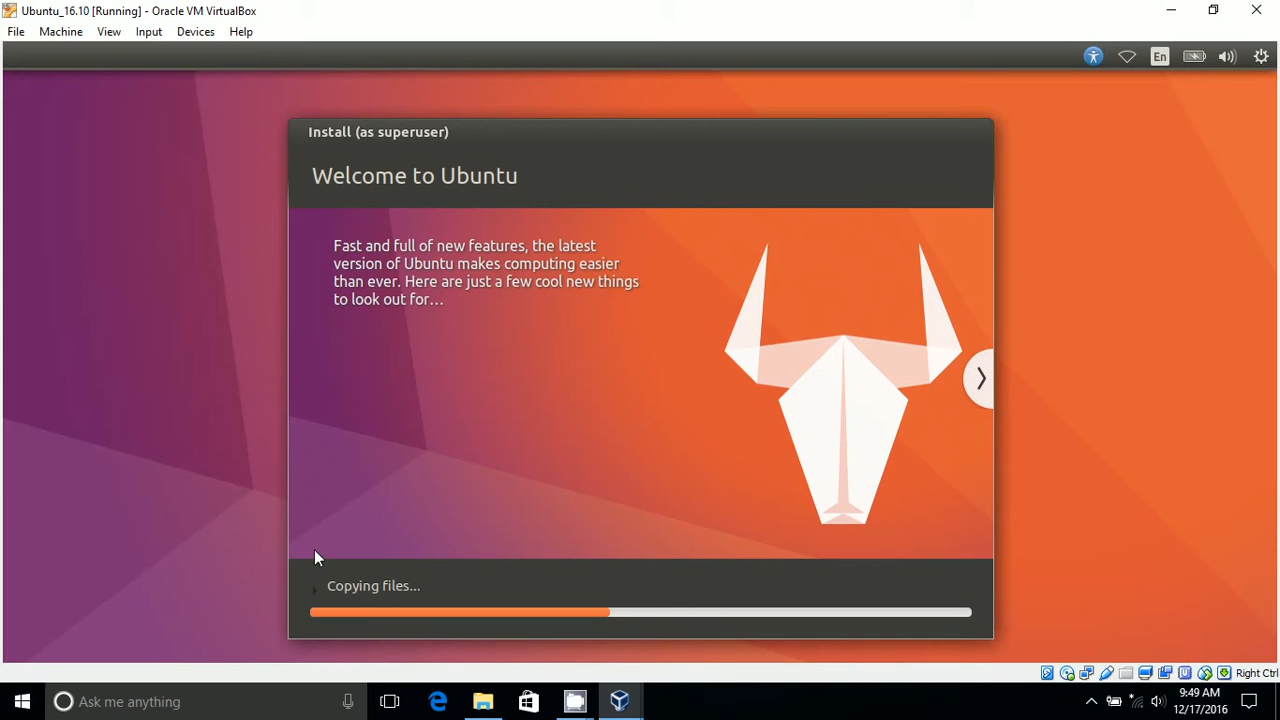 Ubuntu_16.10 [Running] - Oracle VM VirtualBox
File Machine View Input Devices Help
En
Install (as superuser)
Welcome to Ubuntu
Fast and full of new features, the latest
version of Ubuntu makes computing easier
than ever. Here are just a few cool new things
to look out for…
Copying files...
Right Ctrl
Ask me anything
9:49 AM
12/17/2016